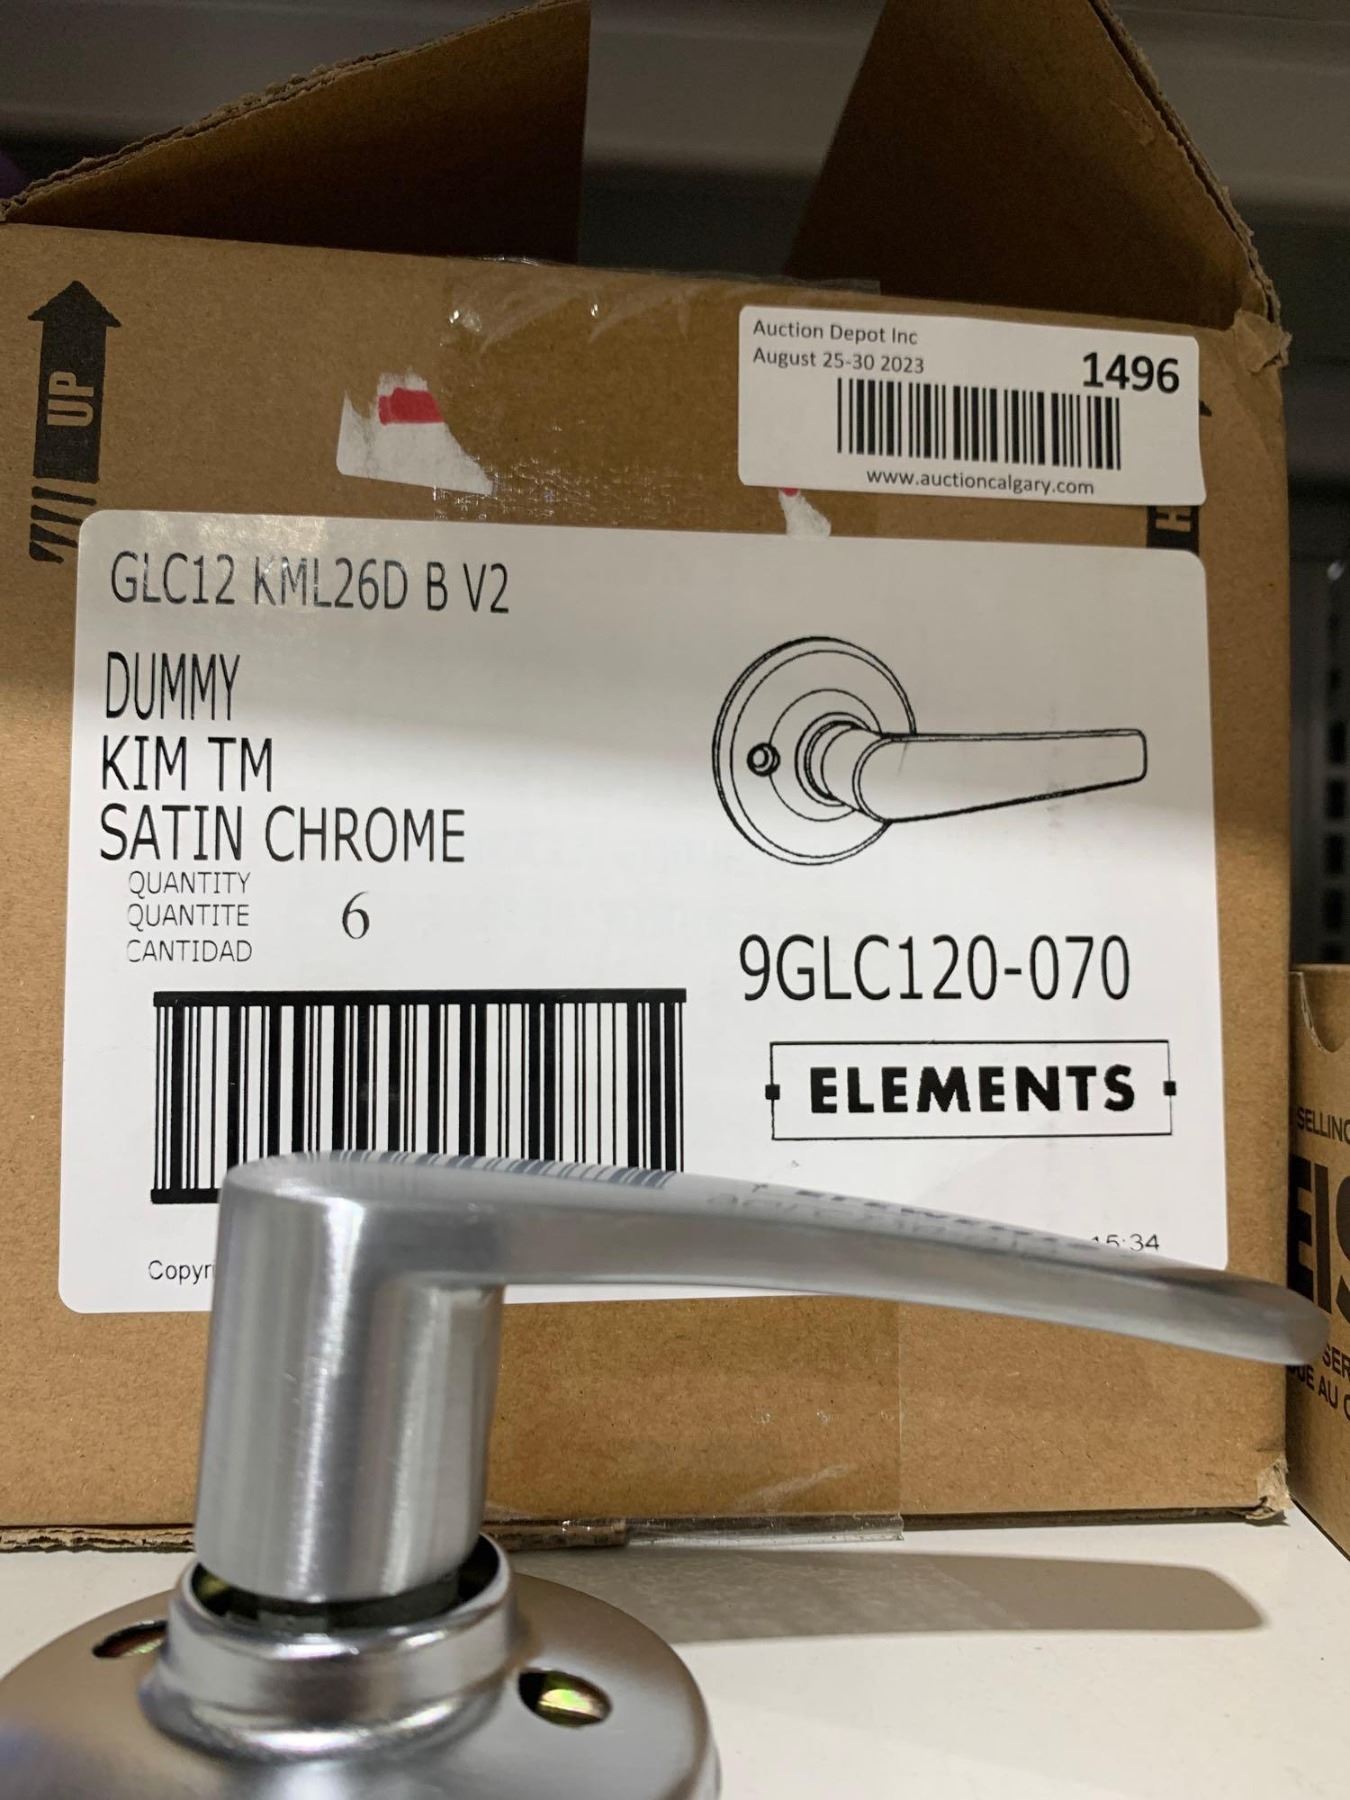 UP
Auction Depot Inc
August 25-30 2023
1496
www.auctioncalgary.com
GLC12 KML26D B V2
DUMMY
KIM TM
SATIN CHROME
QUANTITY
QUANTITE 6
CANTIDAD
9GLC120-070
ELEMENTS
15:34